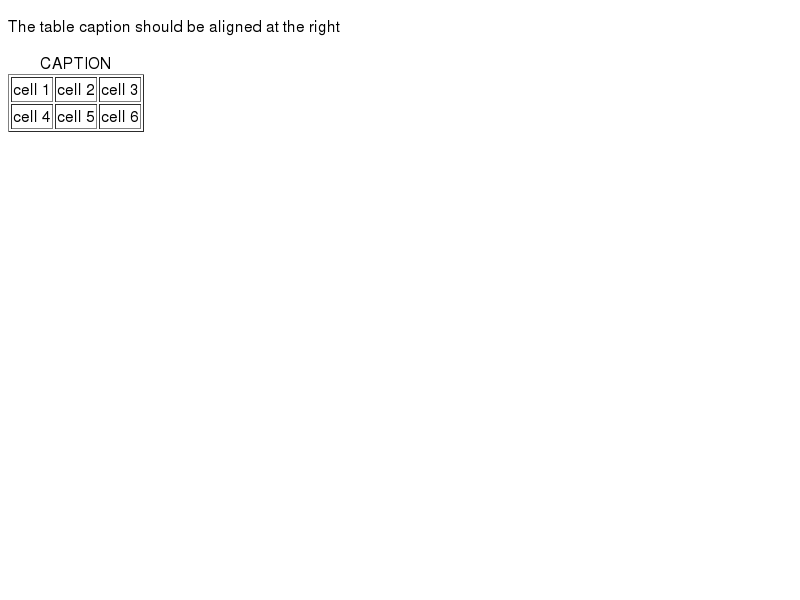 The table caption should be aligned at the right
CAPTION
cell 1 cell 2 cell 3
cell 4 cell 5 cell 6